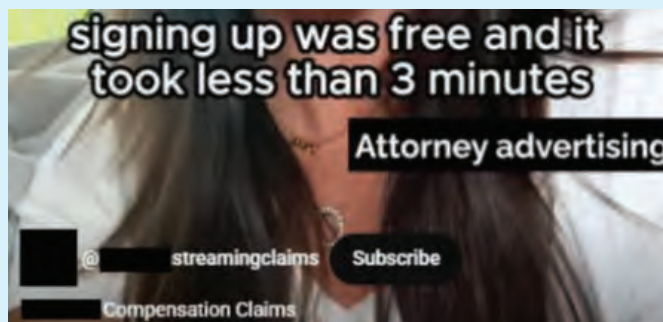 signing up was free and it
took less than 3 minutes
Attorney advertising
@ streamingclaims Subscribe
Compensation Claims